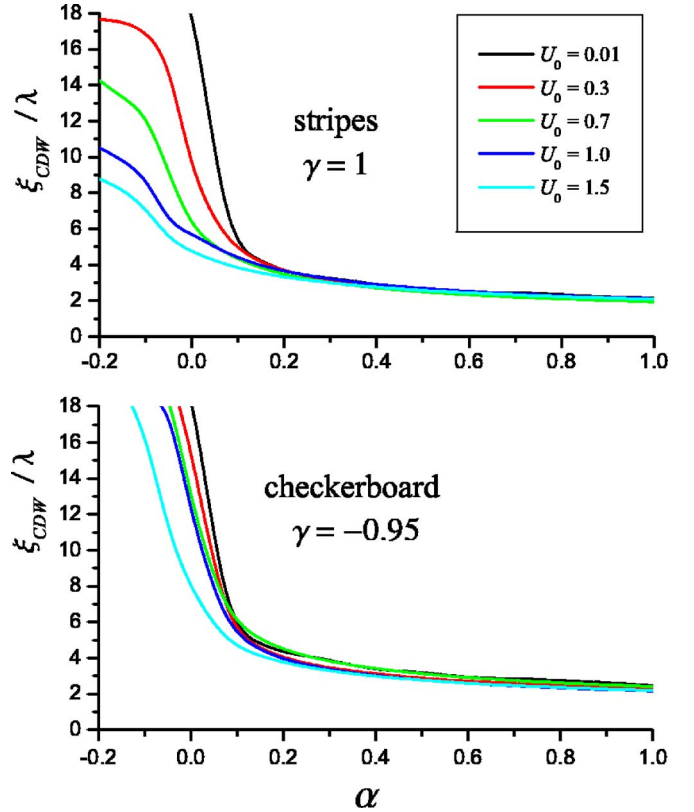 18
16
14
12
10
8
6
4
2
0
ξ_CDW / λ
stripes
γ = 1
U₀ = 0.01
U₀ = 0.3
U₀ = 0.7
U₀ = 1.0
U₀ = 1.5
-0.2 0.0 0.2 0.4 0.6 0.8 1.0
18
16
14
12
10
8
6
4
2
0
ξ_CDW / λ
checkerboard
γ = −0.95
-0.2 0.0 0.2 0.4 0.6 0.8 1.0
α